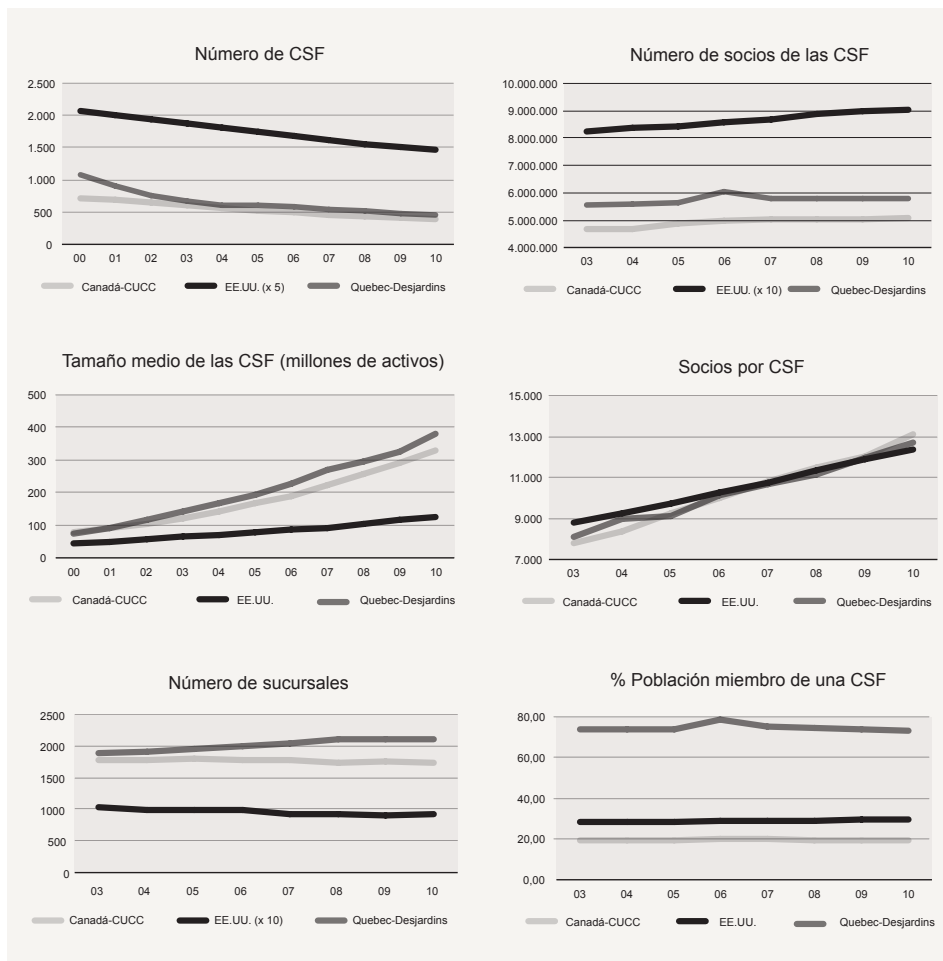 Número de CSF
2.500
2.000
1.500
1.000
500
0
00 01 02 03 04 05 06 07 08 09 10
Canadá-CUCC EE.UU. (x 5) Quebec-Desjardins
Número de socios de las CSF
10.000.000
9.000.000
8.000.000
7.000.000
6.000.000
5.000.000
4.000.000
03 04 05 06 07 08 09 10
Canadá-CUCC EE.UU. (x 10) Quebec-Desjardins
Tamaño medio de las CSF (millones de activos)
500
400
300
200
100
0
00 01 02 03 04 05 06 07 08 09 10
Canadá-CUCC EE.UU. Quebec-Desjardins
Socios por CSF
15.000
13.000
11.000
9.000
7.000
03 04 05 06 07 08 09 10
Canadá-CUCC EE.UU. Quebec-Desjardins
Número de sucursales
2500
2000
1500
1000
500
0
03 04 05 06 07 08 09 10
Canadá-CUCC EE.UU. (x 10) Quebec-Desjardins
% Población miembro de una CSF
80,00
60,00
40,00
20,00
0,00
03 04 05 06 07 08 09 10
Canadá-CUCC EE.UU. Quebec-Desjardins